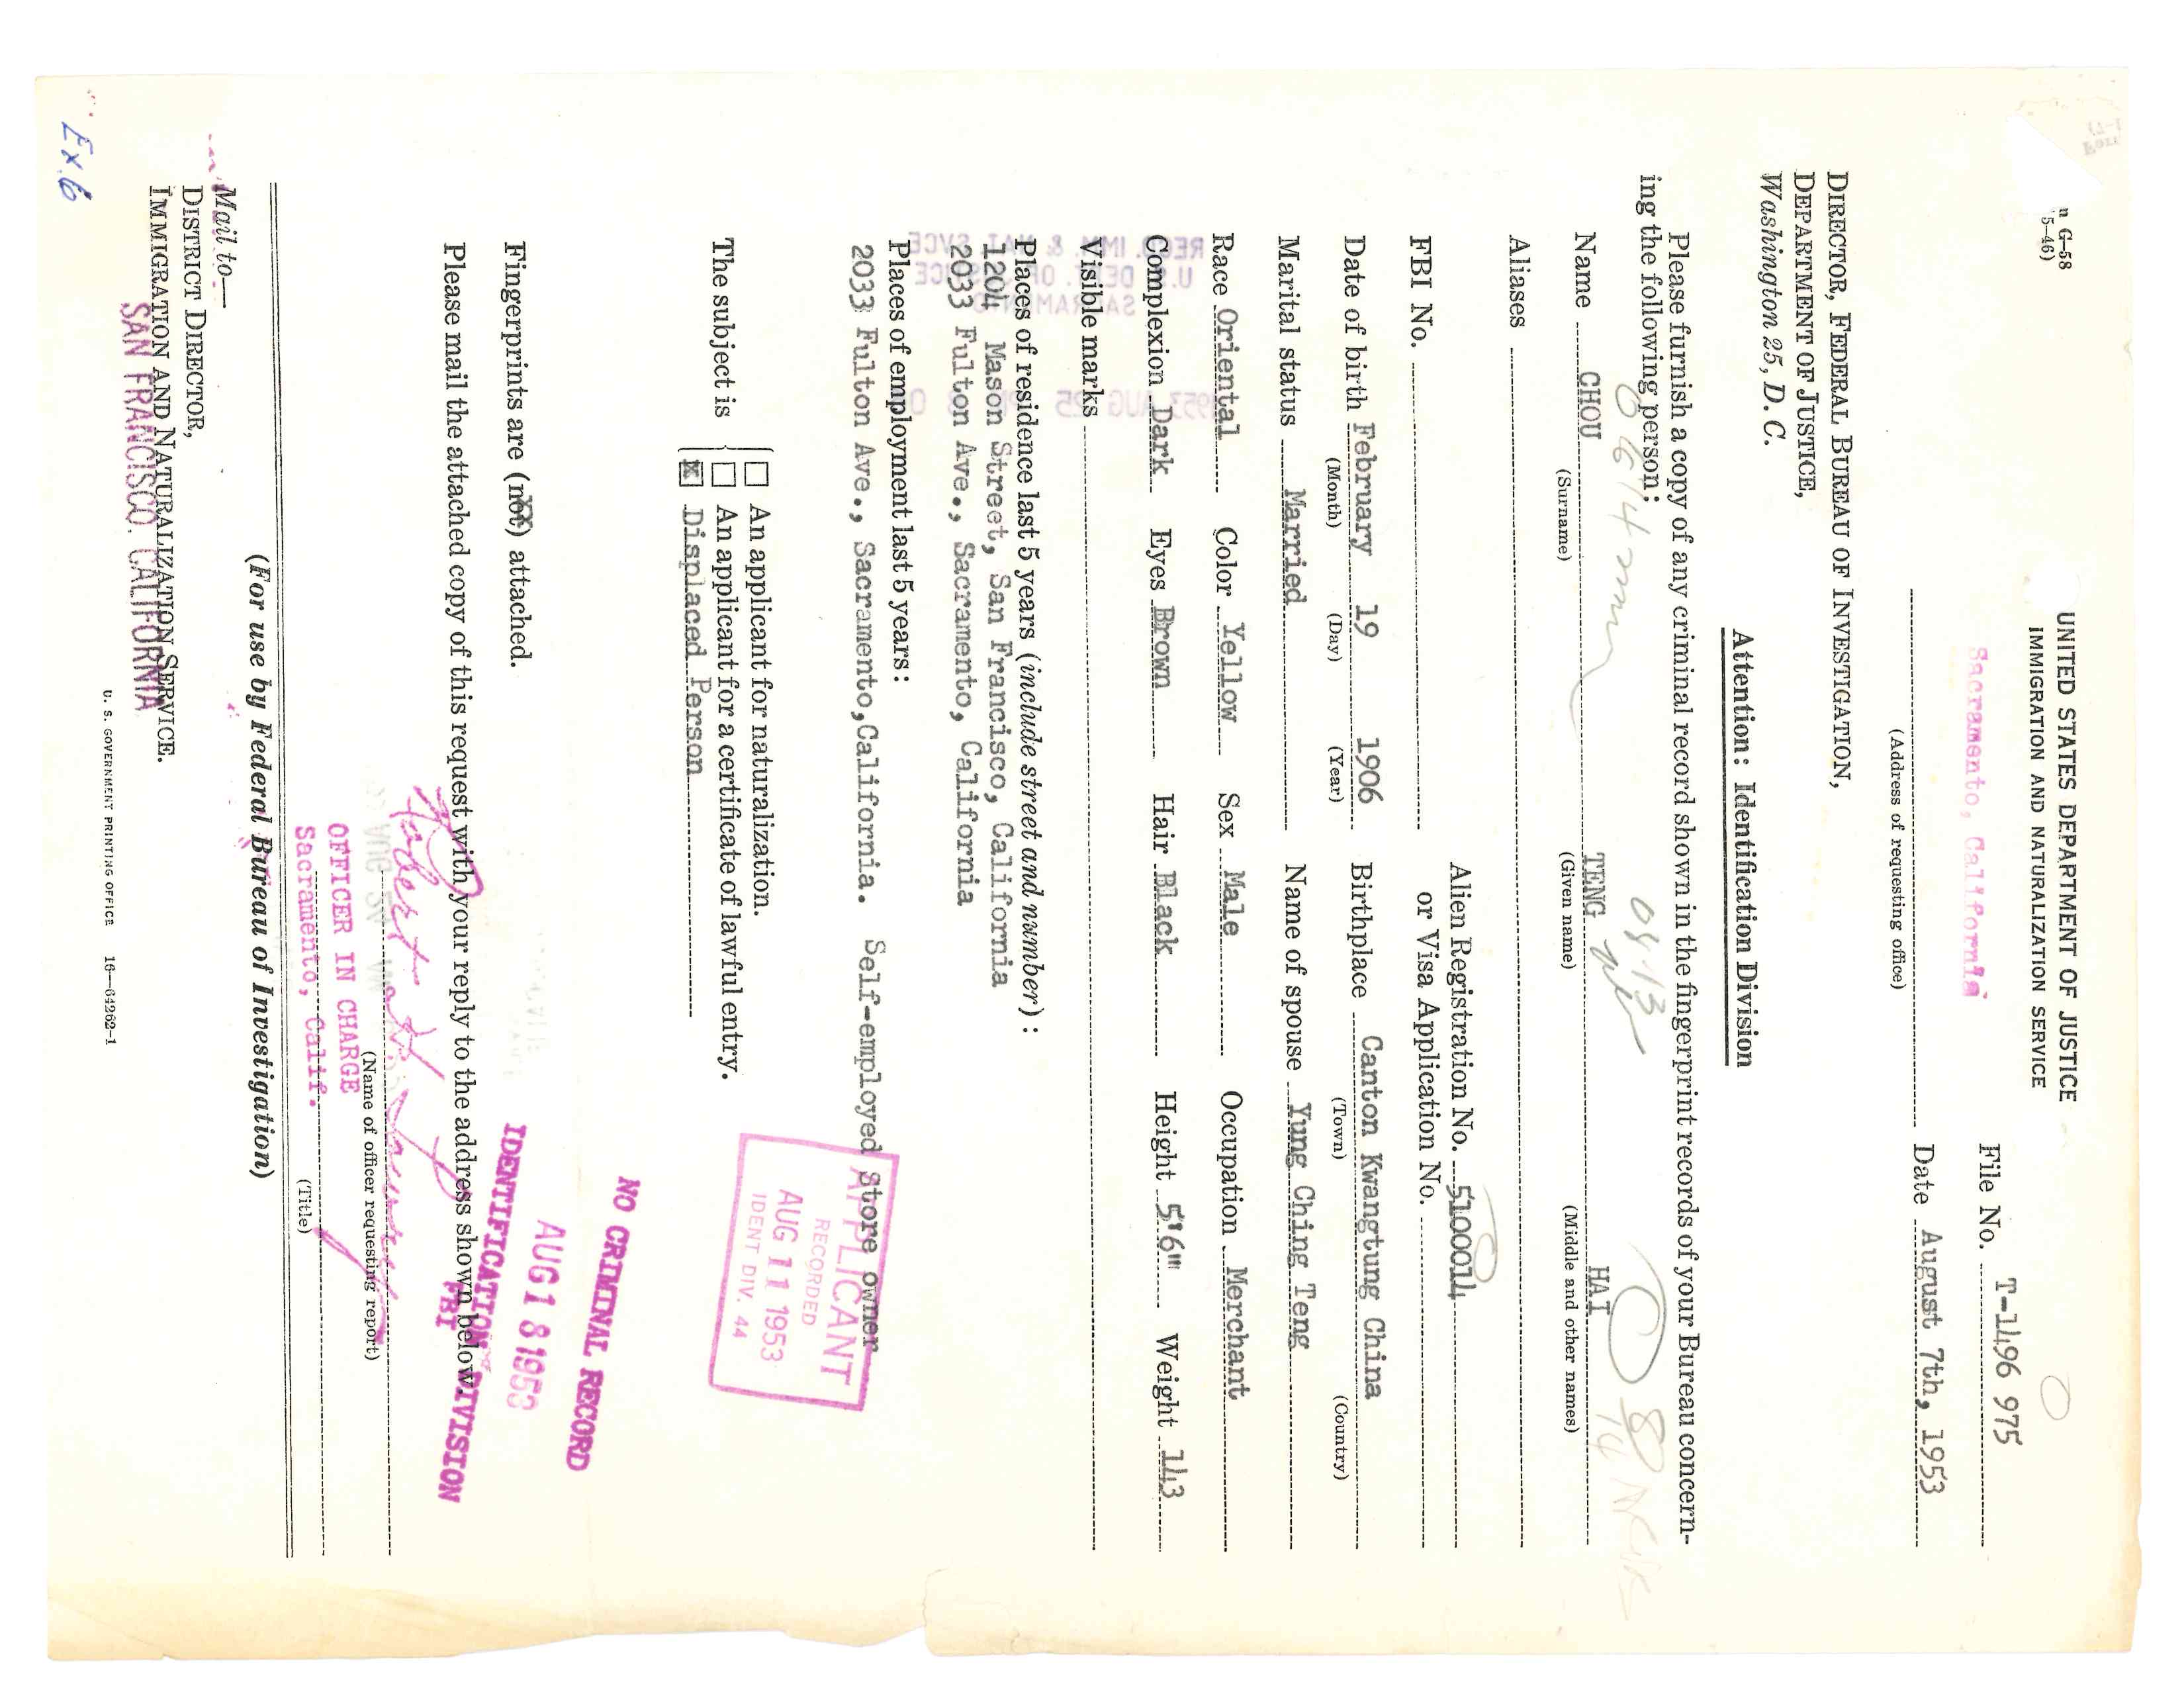 G-58
5-46)
UNITED STATES DEPARTMENT OF JUSTICE
IMMIGRATION AND NATURALIZATION SERVICE
Sacramento, California
File No. T-1496 975
Date August 7th, 1953
(Address of requesting office)
DIRECTOR, FEDERAL BUREAU OF INVESTIGATION,
DEPARTMENT OF JUSTICE,
Washington 25, D. C.
Attention: Identification Division
Please furnish a copy of any criminal record shown in the fingerprint records of your Bureau concern-
ing the following person:
Name CHOU TENG HAI
(Surname) (Given name) (Middle and other names)
Aliases
Alien Registration No. 5100014
FBI No. or Visa Application No.
Date of birth February 19 1906 Birthplace Canton Kwangtung China
(Month) (Day) (Year) (Town) (Country)
Marital status Married Name of spouse Yung Ching Teng
Race Oriental Color Yellow Sex Male Occupation Merchant
Complexion Dark Eyes Brown Hair Black Height 5'6"" Weight 143
Visible marks
Places of residence last 5 years (include street and number):
1204 Mason Street, San Francisco, California
2033 Fulton Ave., Sacramento, California
Places of employment last 5 years:
2033 Fulton Ave., Sacramento,California. Self-employed Store owner
APPLICANT
RECORDED
AUG 11 1953
IDENT DIV. 44
The subject is
An applicant for naturalization.
An applicant for a certificate of lawful entry.
x Displaced Person
NO CRIMINAL RECORD
AUG 18 1953
IDENTIFICATION DIVISION
FBI
Fingerprints are (not) attached.
Please mail the attached copy of this request with your reply to the address shown below.
Robert H. Lowry
(Name of officer requesting report)
OFFICER IN CHARGE
Sacramento, Calif.
(Title)
(For use by Federal Bureau of Investigation)
Mail to—
DISTRICT DIRECTOR,
IMMIGRATION AND NATURALIZATION SERVICE.
SAN FRANCISCO. CALIFORNIA
U. S. GOVERNMENT PRINTING OFFICE 16—64262-1
Ex.6